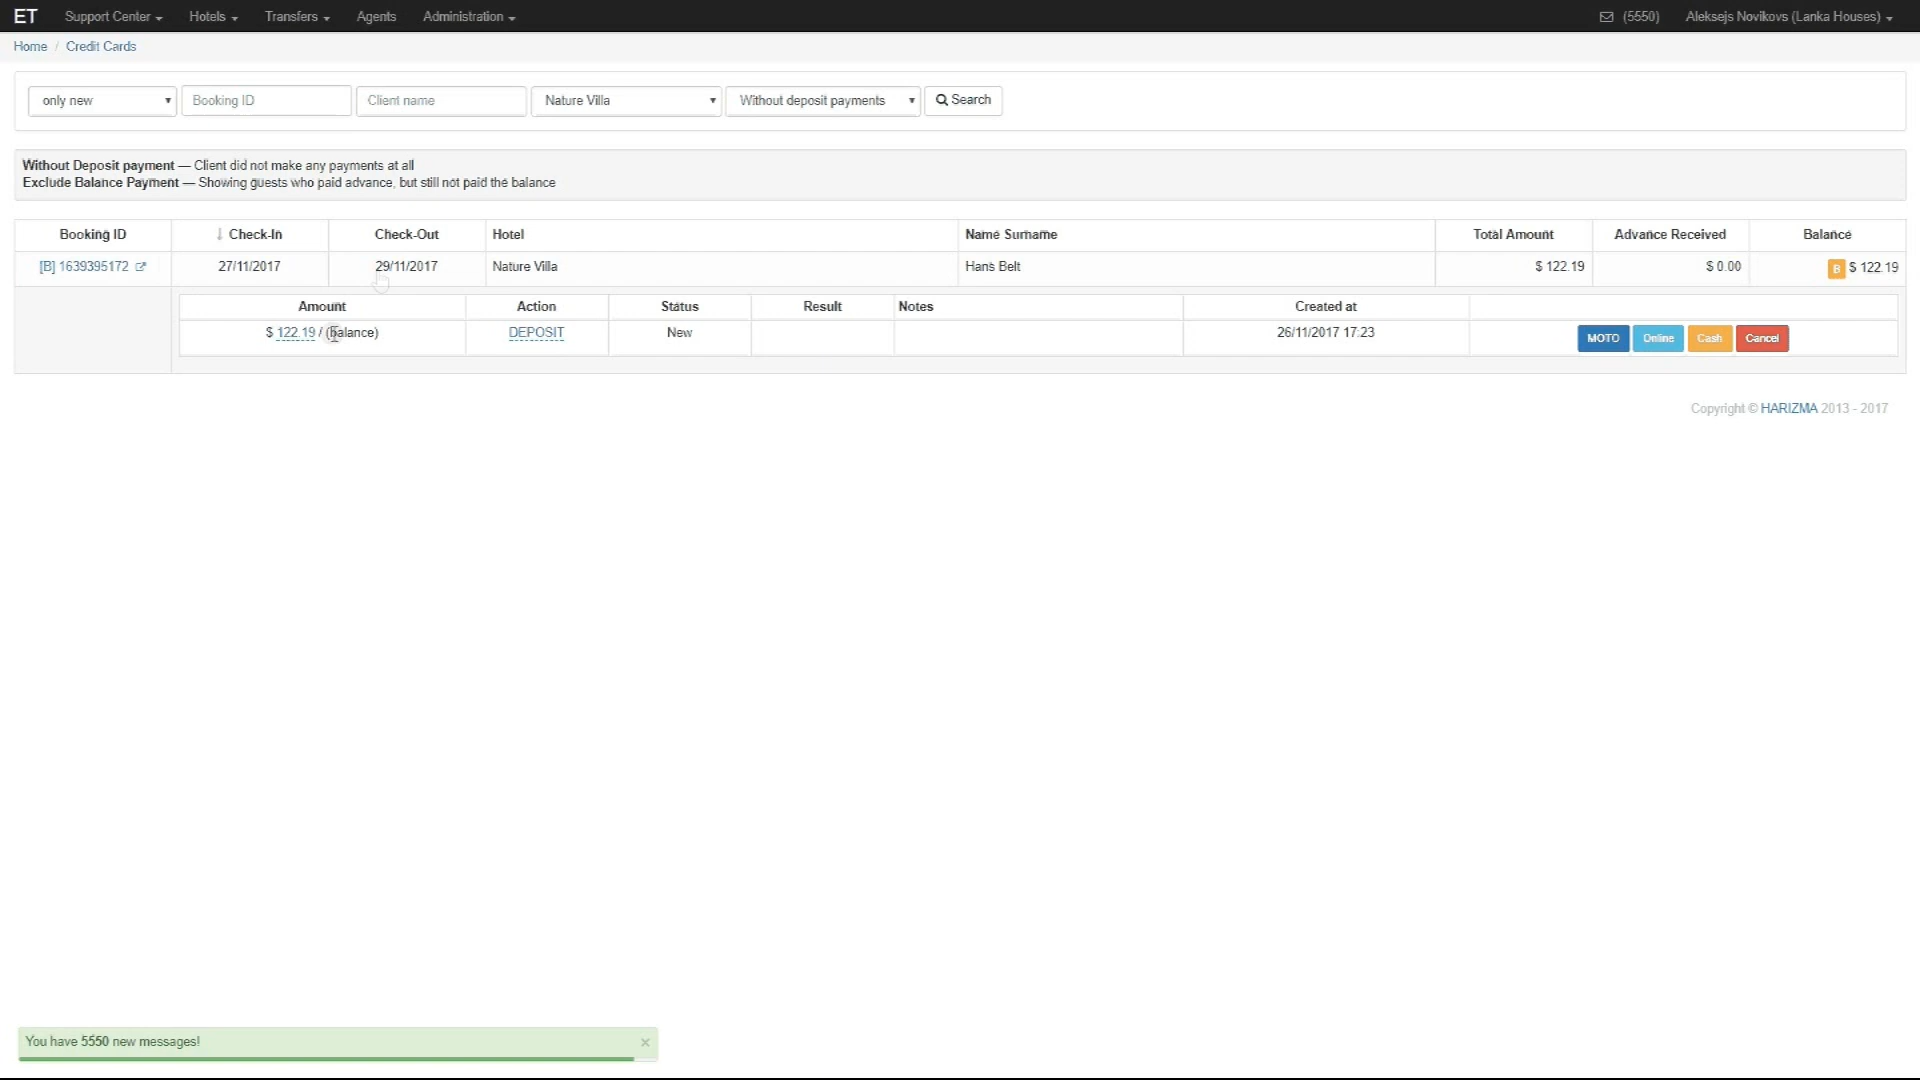 ET Support Center Hotels Transfers Agents Administration (5550) Aleksejs Novikovs (Lanka Houses)
Home / Credit Cards
only new Booking ID Client name Nature Villa Without deposit payments Search
Without Deposit payment — Client did not make any payments at all
Exclude Balance Payment — Showing guests who paid advance, but still not paid the balance
Booking ID Check-In Check-Out Hotel Name Surname Total Amount Advance Received Balance
[B] 1639395172 27/11/2017 29/11/2017 Nature Villa Hans Belt $ 122.19 $ 0.00 B $ 122.19
Amount Action Status Result Notes Created at
$ 122.19 / (balance) DEPOSIT New 26/11/2017 17:23 MOTO Online Cash Cancel
Copyright © HARIZMA 2013 - 2017
You have 5550 new messages! ×